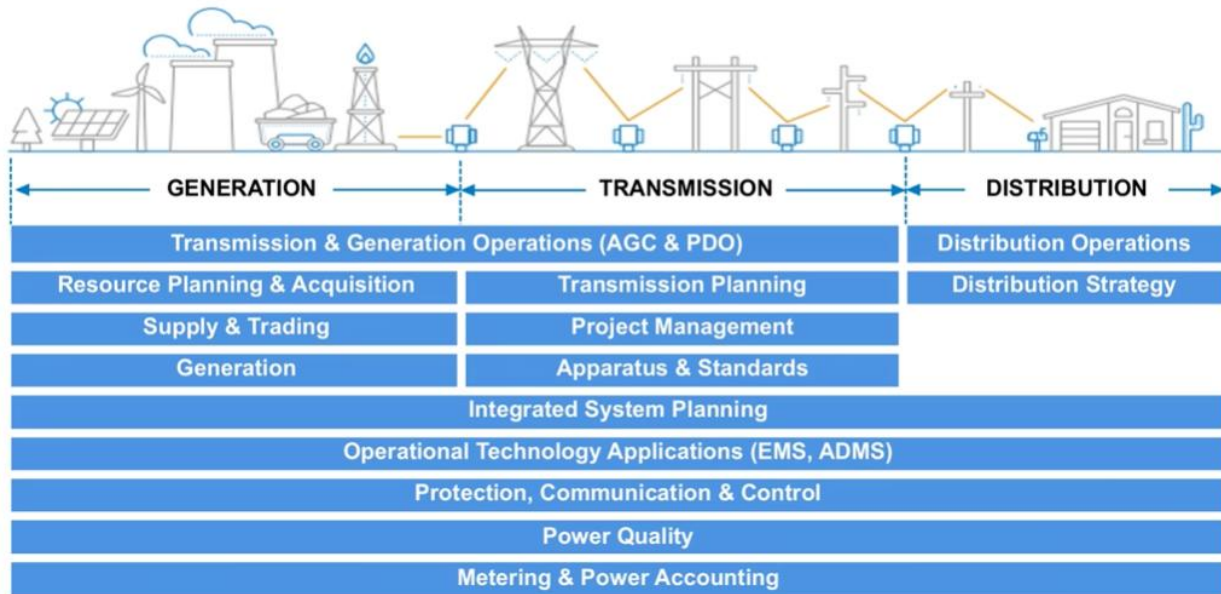 GENERATION
TRANSMISSION
DISTRIBUTION
Transmission & Generation Operations (AGC & PDO)
Distribution Operations
Resource Planning & Acquisition
Transmission Planning
Distribution Strategy
Supply & Trading
Project Management
Generation
Apparatus & Standards
Integrated System Planning
Operational Technology Applications (EMS, ADMS)
Protection, Communication & Control
Power Quality
Metering & Power Accounting